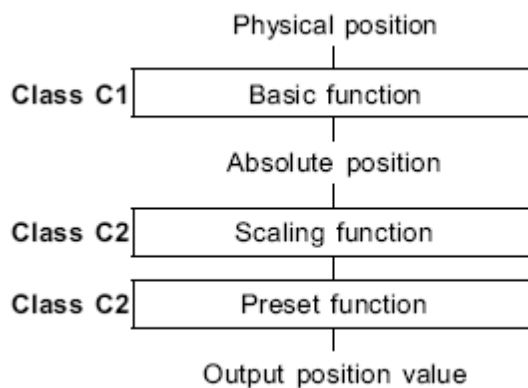 Physical position
Class C1 Basic function
Absolute position
Class C2 Scaling function
Class C2 Preset function
Output position value